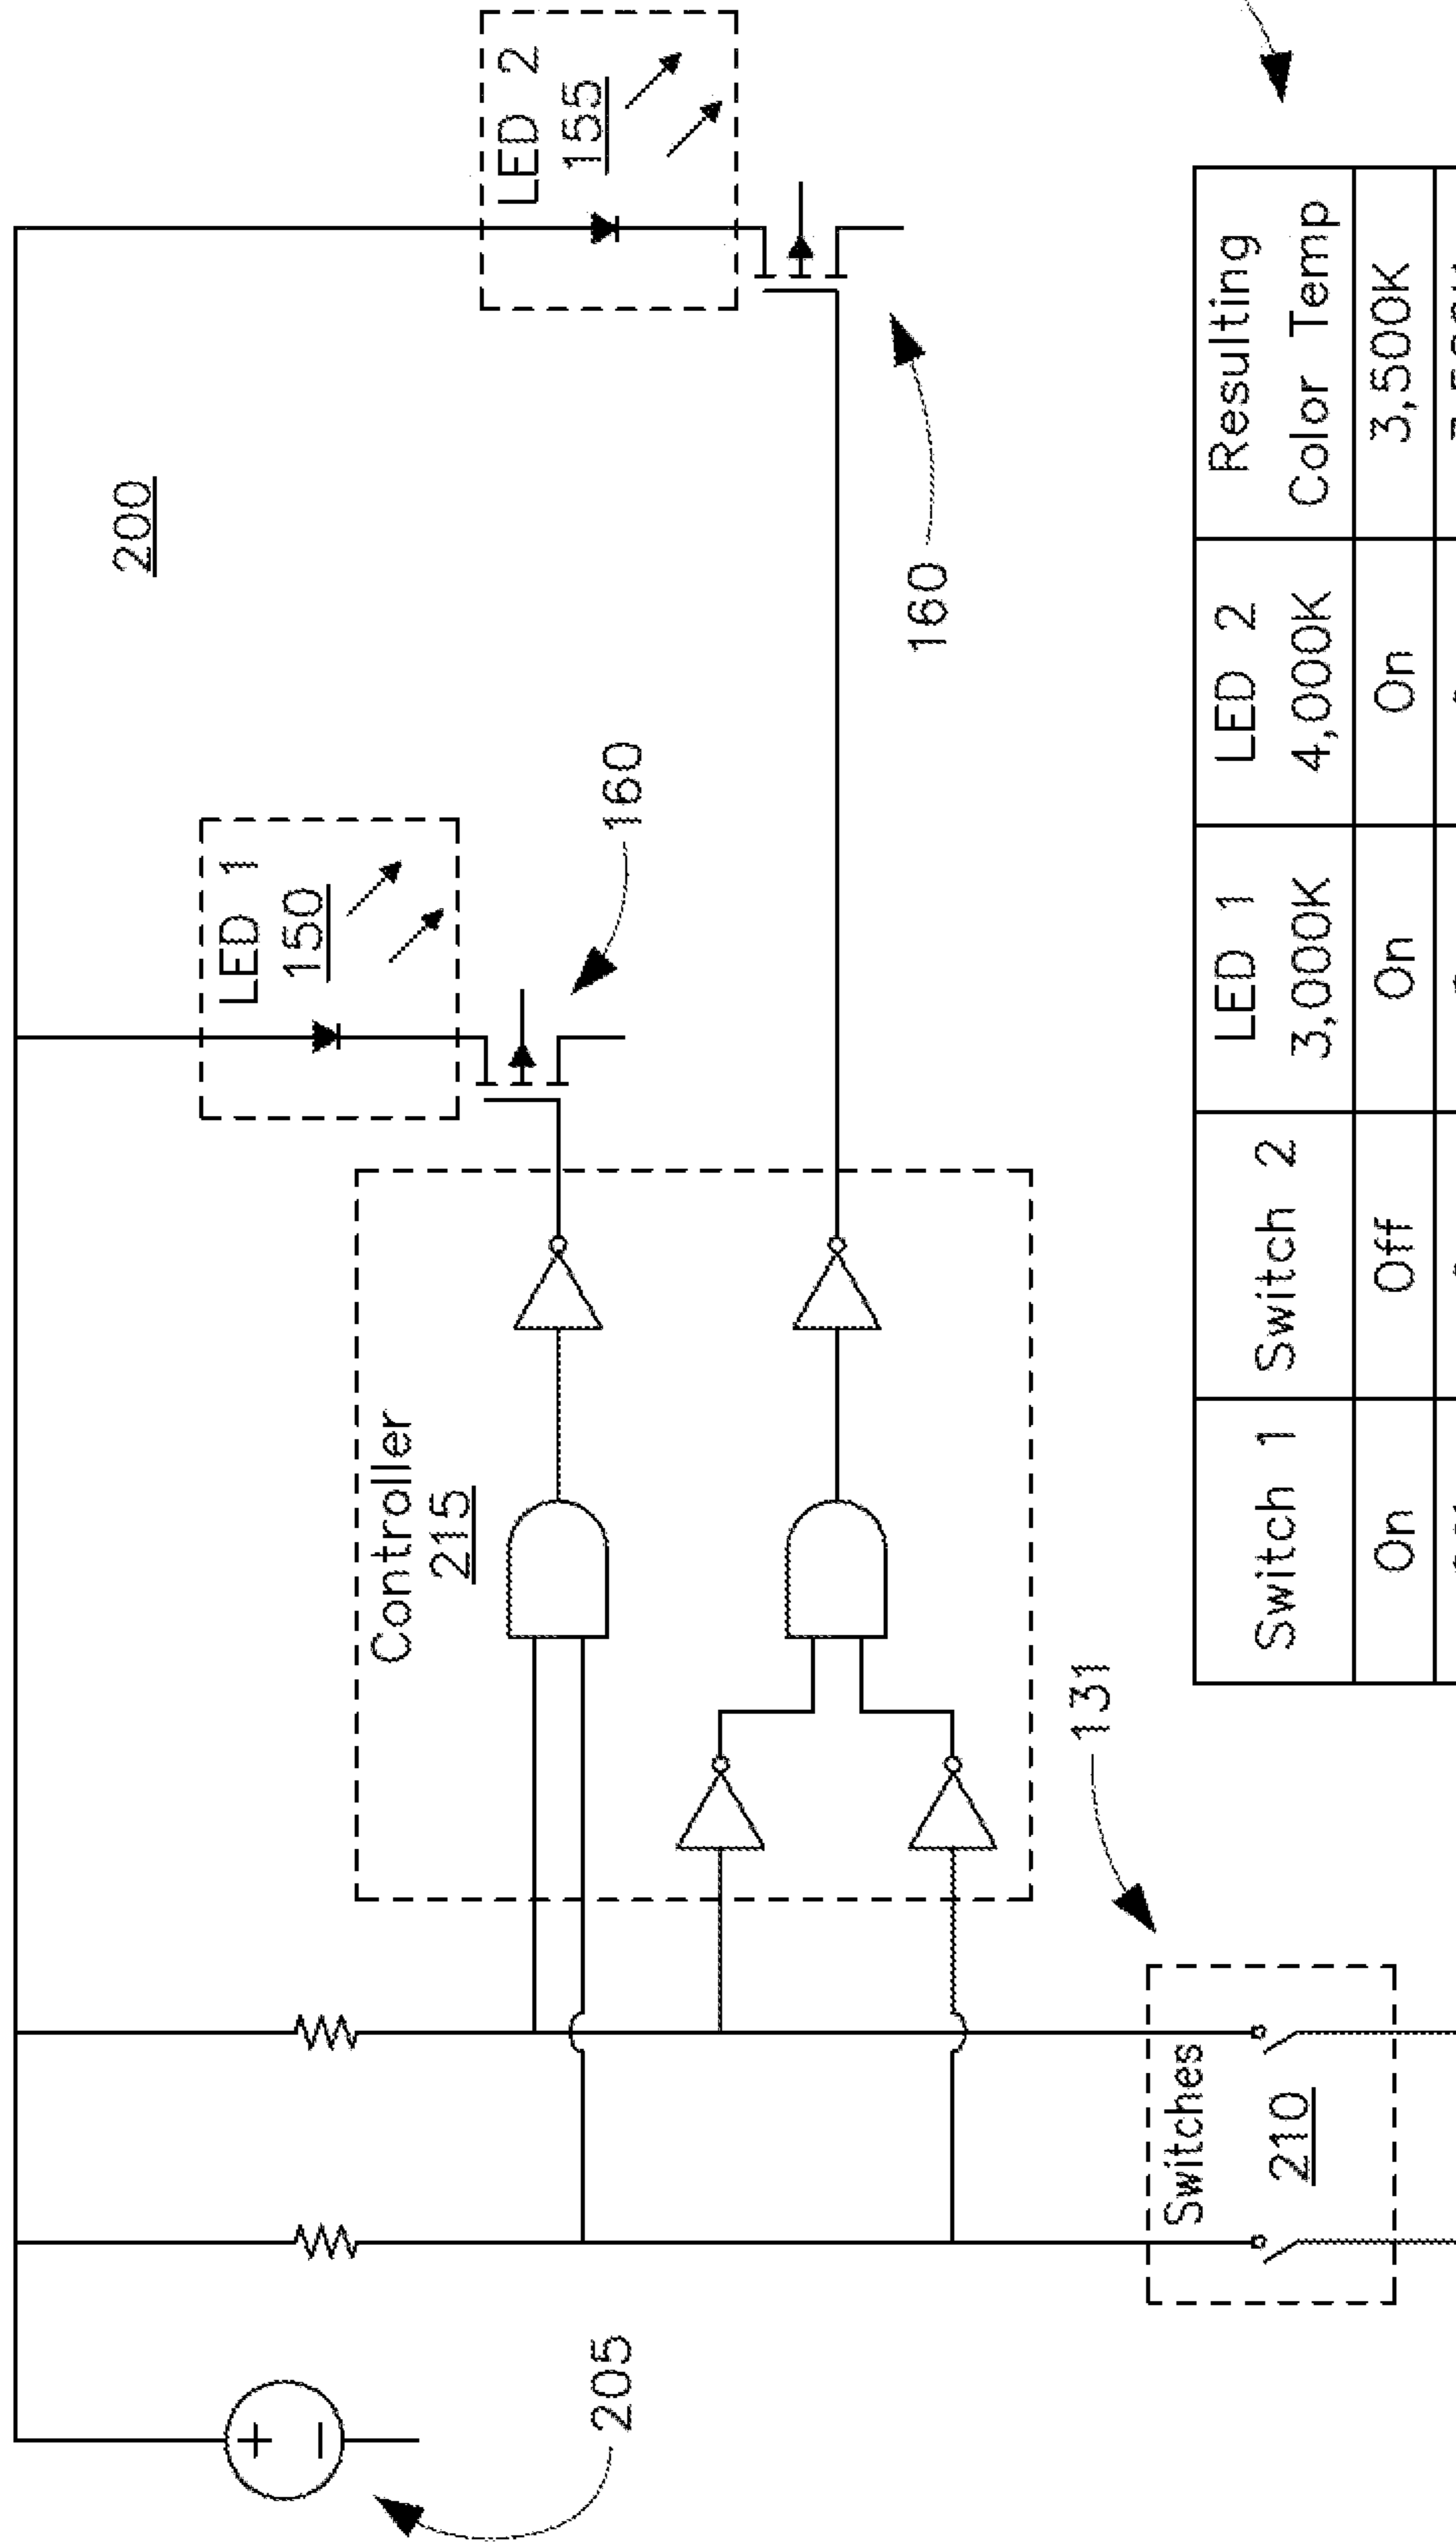 200
LED 1
150
LED 2
155
160
160
Controller
215
+
−
205
Switches
210
131
Switch 1
Switch 2
LED 1
3,000K
LED 2
4,000K
Resulting
Color Temp
On
Off
On
On
3,500K